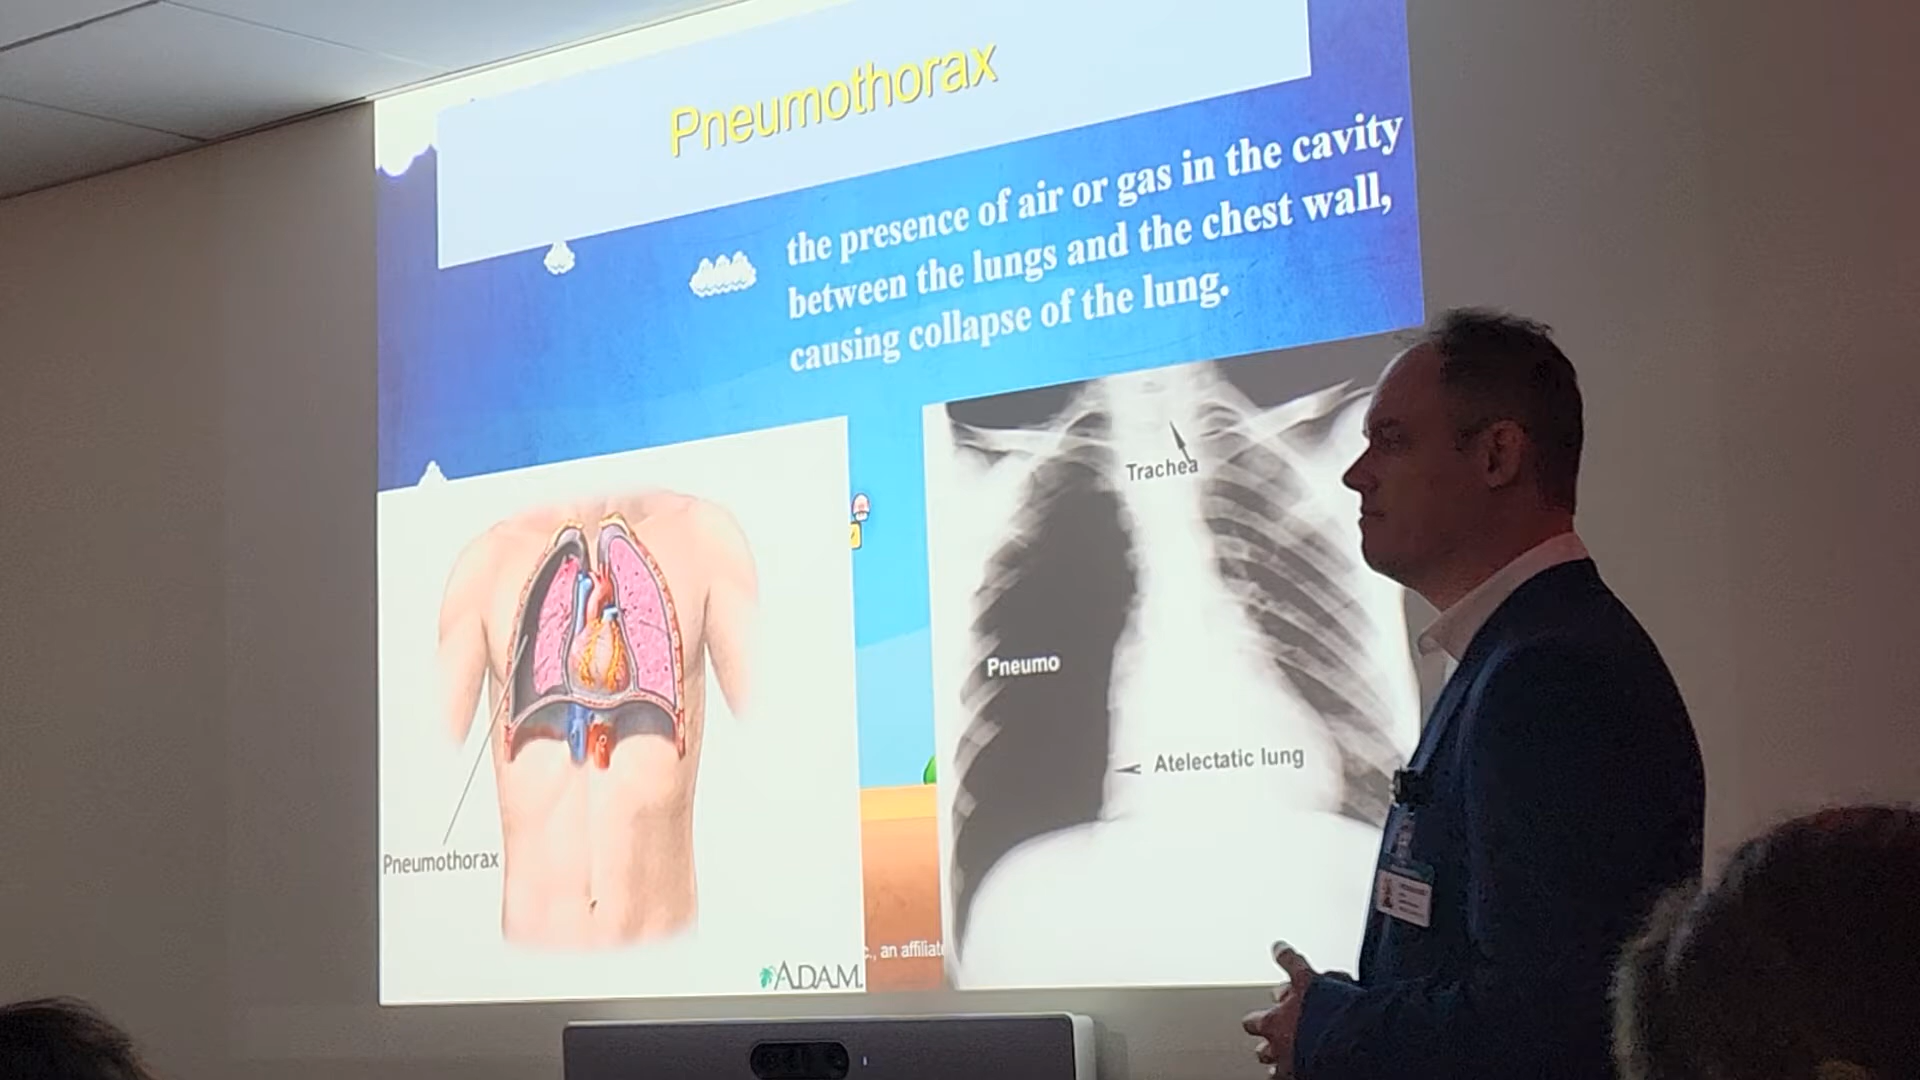 Pneumothorax
the presence of air or gas in the cavity
between the lungs and the chest wall,
causing collapse of the lung.
Trachea
Pneumo
Atelectatic lung
Pneumothorax
an affiliate
ADAM.